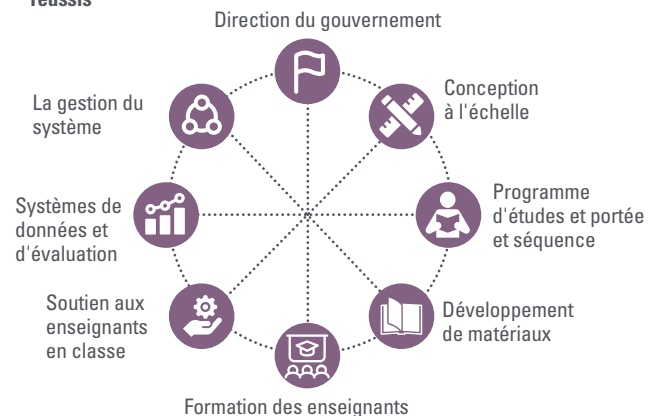 réussis
Direction du gouvernement
Conception
à l'échelle
Programme
d'études et portée
et séquence
Développement
de matériaux
Formation des enseignants
Soutien aux
enseignants
en classe
Systèmes de
données et
d'évaluation
La gestion du
système